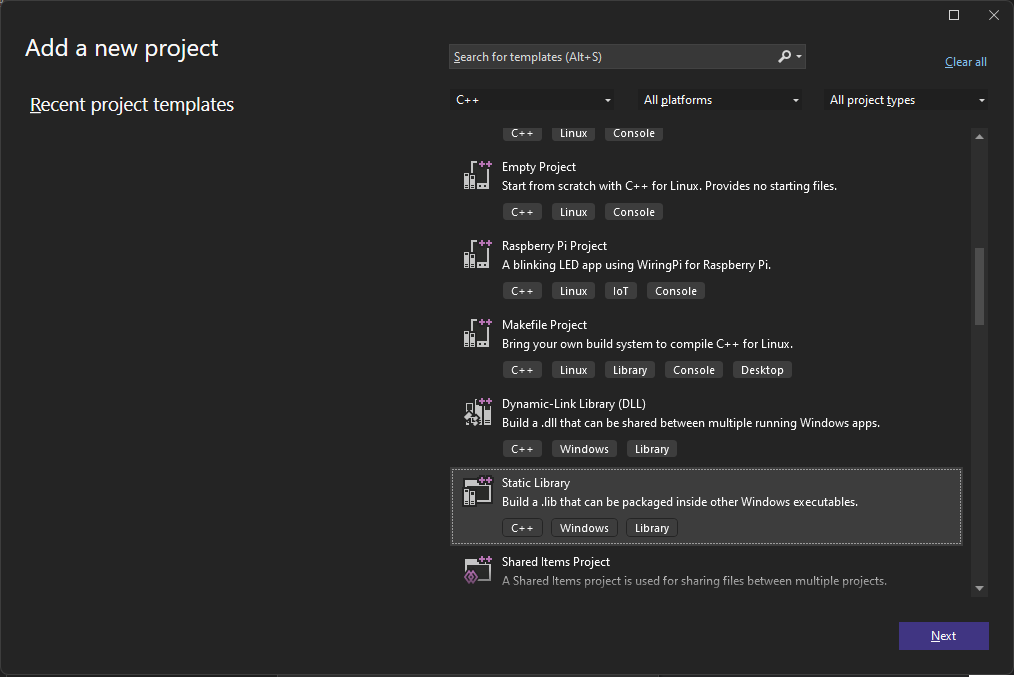 Add a new project
Search for templates (Alt+S)
Clear all
Recent project templates
C++ All platforms All project types
C++ Linux Console
Empty Project
Start from scratch with C++ for Linux. Provides no starting files.
C++ Linux Console
Raspberry Pi Project
A blinking LED app using WiringPi for Raspberry Pi.
C++ Linux IoT Console
Makefile Project
Bring your own build system to compile C++ for Linux.
C++ Linux Library Console Desktop
Dynamic-Link Library (DLL)
Build a .dll that can be shared between multiple running Windows apps.
C++ Windows Library
Static Library
Build a .lib that can be packaged inside other Windows executables.
C++ Windows Library
Shared Items Project
A Shared Items project is used for sharing files between multiple projects.
Next